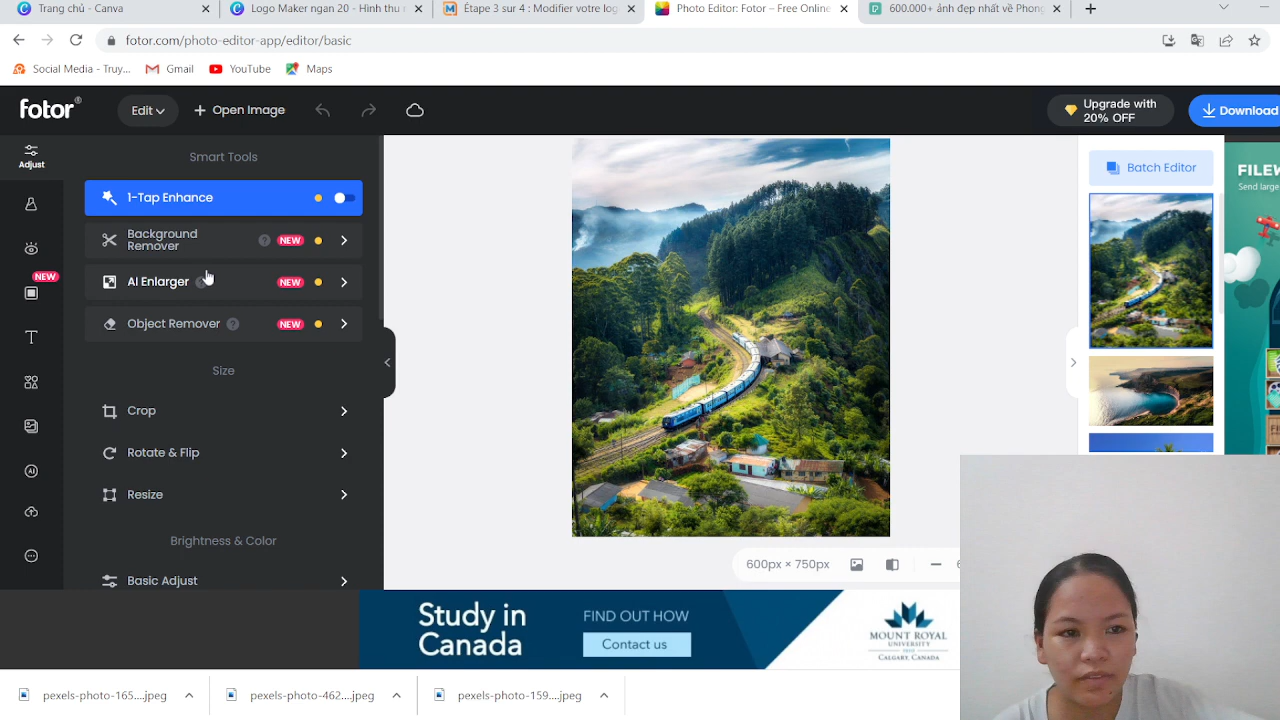 Trang chủ - Canva
Logo Maker ngan 20 - Hinh thu n
Étape 3 sur 4 : Modifier votre log
Photo Editor: Fotor – Free Online
600.000+ ảnh đẹp nhất về Phong
fotor.com/photo-editor-app/editor/basic
Social Media - Truy...
Gmail
YouTube
Maps
fotor®
Edit
Open Image
Upgrade with
20% OFF
Download
Adjust
Smart Tools
1-Tap Enhance
Background
Remover
?
NEW
AI Enlarger
NEW
NEW
Object Remover
?
NEW
Size
Crop
Rotate & Flip
Resize
Brightness & Color
Basic Adjust
T
AI
Batch Editor
FILEW
Send large
600px × 750px
Study in
Canada
FIND OUT HOW
Contact us
MOUNT ROYAL
UNIVERSITY
CALGARY, CANADA
pexels-photo-165....jpeg
pexels-photo-462....jpeg
pexels-photo-159....jpeg